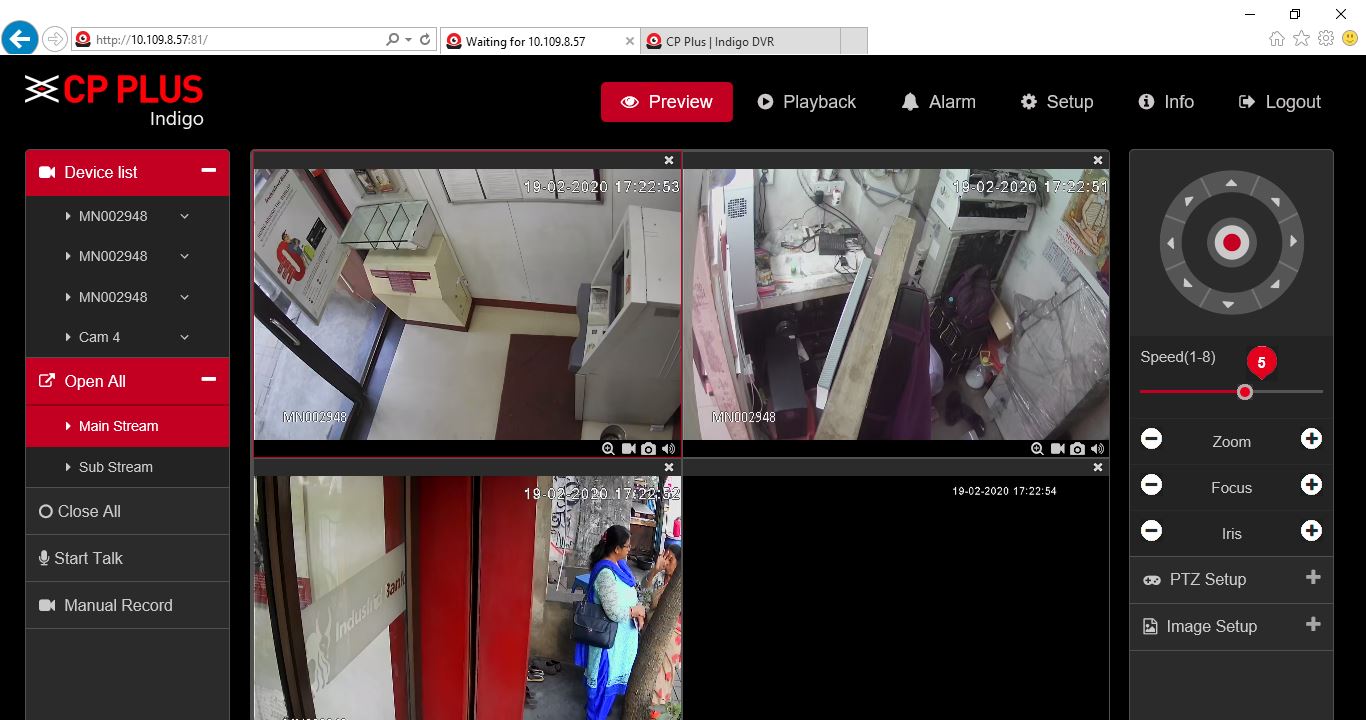 http://10.109.8.57:81/
Waiting for 10.109.8.57
CP Plus | Indigo DVR
CP PLUS
Indigo
Preview
Playback
Alarm
Setup
Info
Logout
Device list
MN002948
MN002948
MN002948
Cam 4
Open All
Main Stream
Sub Stream
Close All
Start Talk
Manual Record
19-02-2020 17:22:53
MN002948
19-02-2020 17:22:51
MN002948
19-02-2020 17:22:52
IndusInd Bank
19-02-2020 17:22:54
Speed(1-8)
5
Zoom
Focus
Iris
PTZ Setup
Image Setup